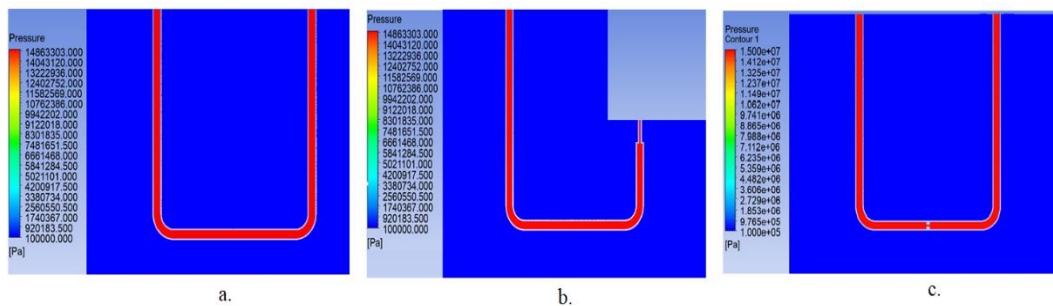 Pressure
14863303.000
14043120.000
13222936.000
12402752.000
11582569.000
10762386.000
9942202.000
9122018.000
8301835.000
7481651.500
6661468.000
5841284.500
5021101.000
4200917.500
3380734.000
2560550.500
1740367.000
920183.500
100000.000
[Pa]
a.
Pressure
14863303.000
14043120.000
13222936.000
12402752.000
11582569.000
10762386.000
9942202.000
9122018.000
8301835.000
7481651.500
6661468.000
5841284.500
5021101.000
4200917.500
3380734.000
2560550.500
1740367.000
920183.500
100000.000
[Pa]
b.
Pressure
Contour 1
1.500e+07
1.412e+07
1.325e+07
1.237e+07
1.149e+07
1.062e+07
9.741e+06
8.865e+06
7.988e+06
7.112e+06
6.235e+06
5.359e+06
4.482e+06
3.606e+06
2.729e+06
1.853e+06
9.765e+05
1.000e+05
[Pa]
c.